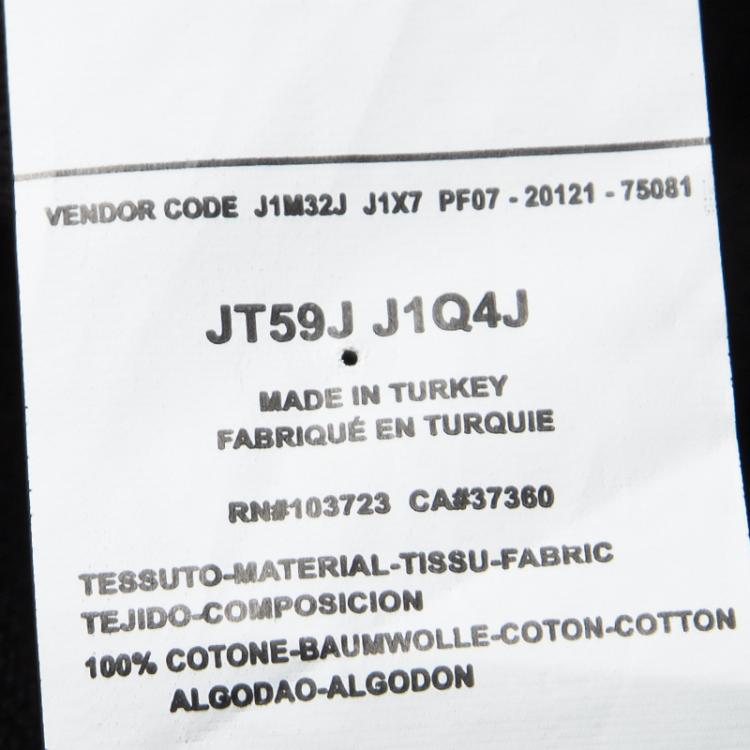 VENDOR CODE J1M32J J1X7 PF07 - 20121 - 75081
JT59J J1Q4J
MADE IN TURKEY
FABRIQUÉ EN TURQUIE
RN#103723 CA#37360
TESSUTO-MATERIAL-TISSU-FABRIC
TEJIDO-COMPOSICION
100% COTONE-BAUMWOLLE-COTON-COTTON
ALGODAO-ALGODON